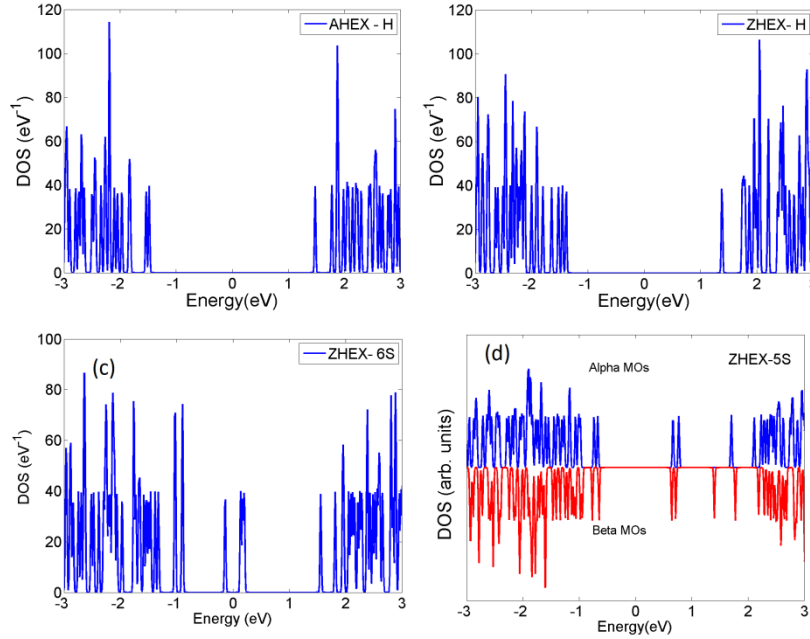 120
100
80
60
40
20
0
DOS (eV⁻¹)
AHEX - H
-3 -2 -1 0 1 2 3
Energy(eV)
120
100
80
60
40
20
0
DOS (eV⁻¹)
ZHEX- H
-3 -2 -1 0 1 2 3
Energy(eV)
100
80
60
40
20
0
DOS (eV⁻¹)
(c)
ZHEX- 6S
-3 -2 -1 0 1 2 3
Energy (eV)
DOS (arb. units)
(d)
ZHEX-5S
Alpha MOs
Beta MOs
-3 -2 -1 0 1 2 3
Energy(eV)